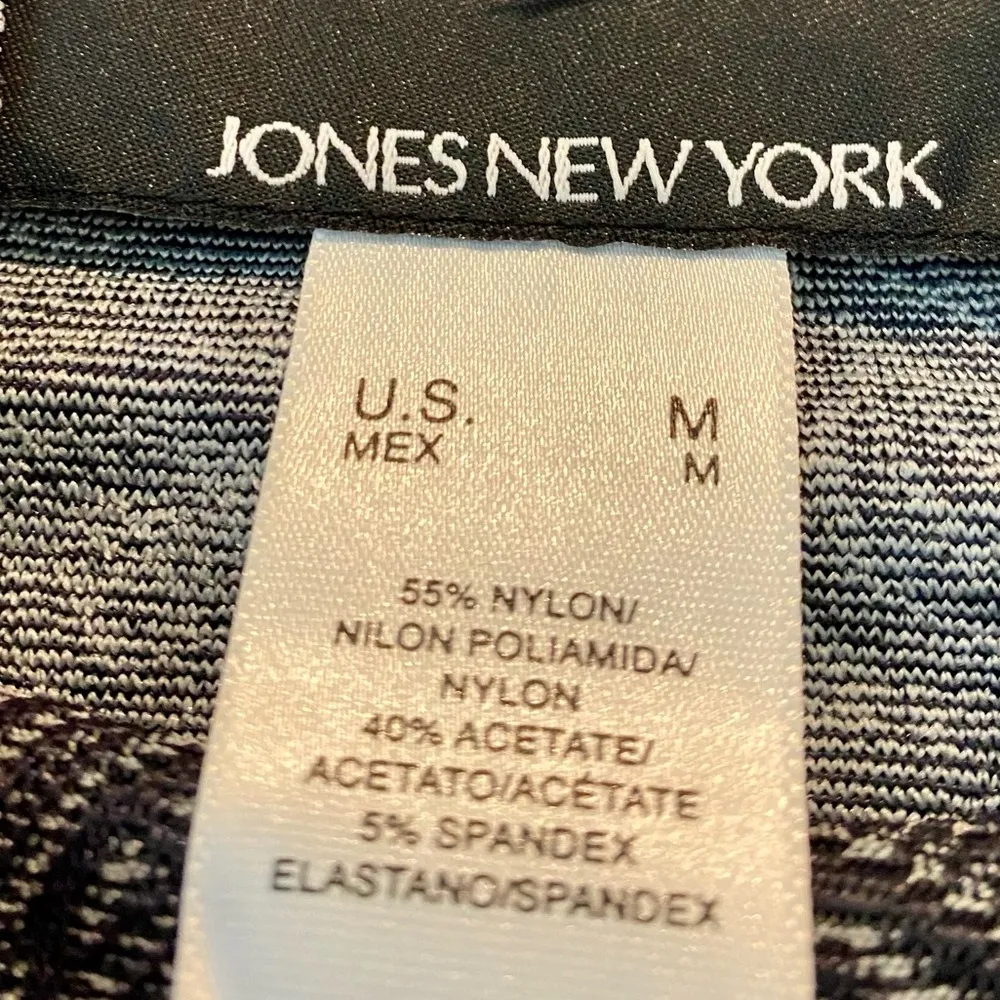 JONES NEW YORK
U.S. M
MEX M
55% NYLON/
NILON POLIAMIDA/
NYLON
40% ACETATE/
ACETATO/ACÉTATE
5% SPANDEX
ELASTANO/SPANDEX